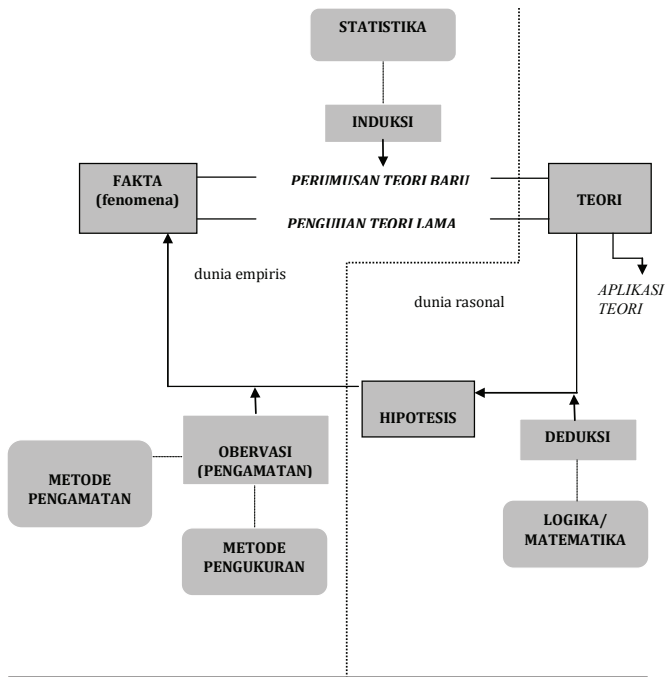 STATISTIKA
INDUKSI
FAKTA
(fenomena)
PERUMUSAN TEORI BARU
PENGUJIAN TEORI LAMA
TEORI
dunia empiris
dunia rasonal
APLIKASI
TEORI
HIPOTESIS
OBERVASI
(PENGAMATAN)
DEDUKSI
METODE
PENGAMATAN
METODE
PENGUKURAN
LOGIKA/
MATEMATIKA